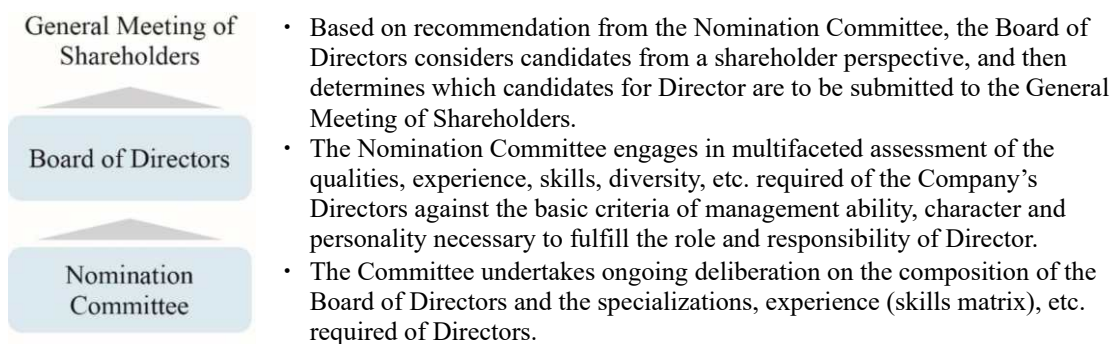 General Meeting of
Shareholders
Board of Directors
Nomination
Committee
・ Based on recommendation from the Nomination Committee, the Board of
Directors considers candidates from a shareholder perspective, and then
determines which candidates for Director are to be submitted to the General
Meeting of Shareholders.
・ The Nomination Committee engages in multifaceted assessment of the
qualities, experience, skills, diversity, etc. required of the Company’s
Directors against the basic criteria of management ability, character and
personality necessary to fulfill the role and responsibility of Director.
・ The Committee undertakes ongoing deliberation on the composition of the
Board of Directors and the specializations, experience (skills matrix), etc.
required of Directors.